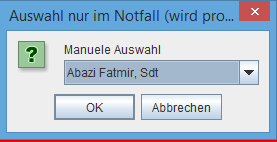 Auswahl nur im Notfall (wird pro...
Manuele Auswahl
Abazi Fatmir, Sdt
OK
Abbrechen